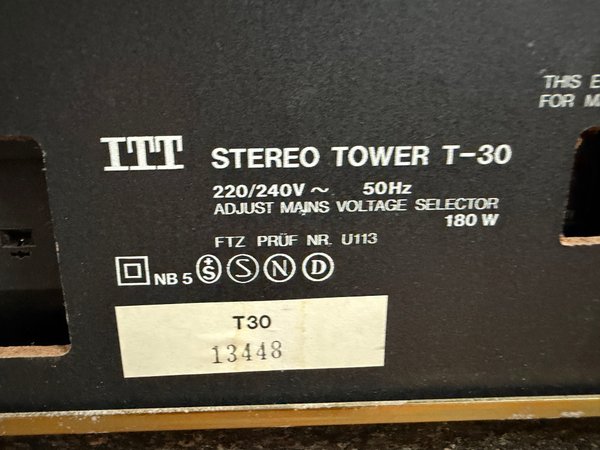 THIS E
FOR MA
ITT STEREO TOWER T-30
220/240V ~ 50Hz
ADJUST MAINS VOLTAGE SELECTOR
180 W
FTZ PRÜF NR. U113
NB 5 S S N D
T30
13448